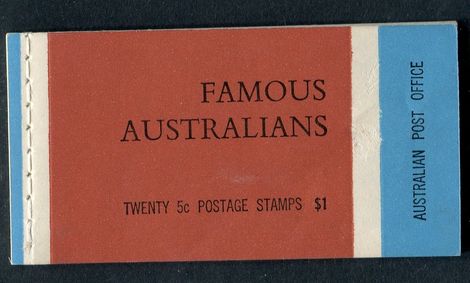 FAMOUS
AUSTRALIANS
TWENTY 5c POSTAGE STAMPS $1
AUSTRALIAN POST OFFICE